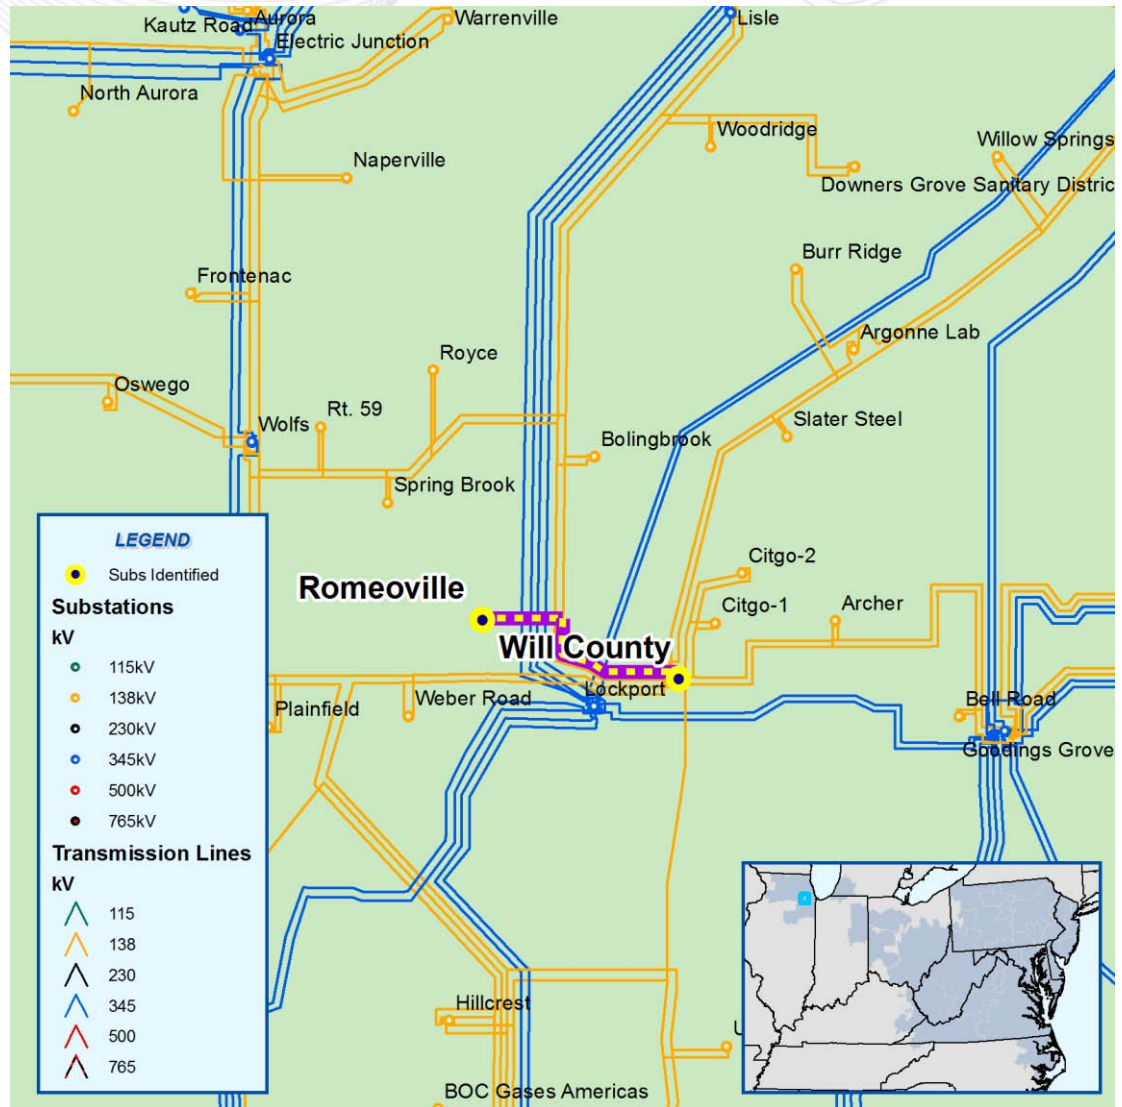 Kautz Road
Aurora
Warrenville
Lisle
Electric Junction
North Aurora
Woodridge
Willow Springs
Naperville
Downers Grove Sanitary Distric
Burr Ridge
Frontenac
Argonne Lab
Royce
Oswego
Rt. 59
Wolfs
Slater Steel
Bolingbrook
Spring Brook
LEGEND
Subs Identified
Substations
kV
115kV
138kV
230kV
345kV
500kV
765kV
Transmission Lines
kV
115
138
230
345
500
765
Citgo-2
Romeoville
Citgo-1
Archer
Will County
Lockport
Weber Road
Plainfield
Bell Road
Goodings Grove
Hillcrest
BOC Gases Americas